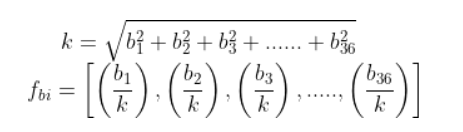 k = √(b₁² + b₂² + b₃² + ...... + b₃₆²)
f_bi = [(b₁/k), (b₂/k), (b₃/k), ....., (b₃₆/k)]